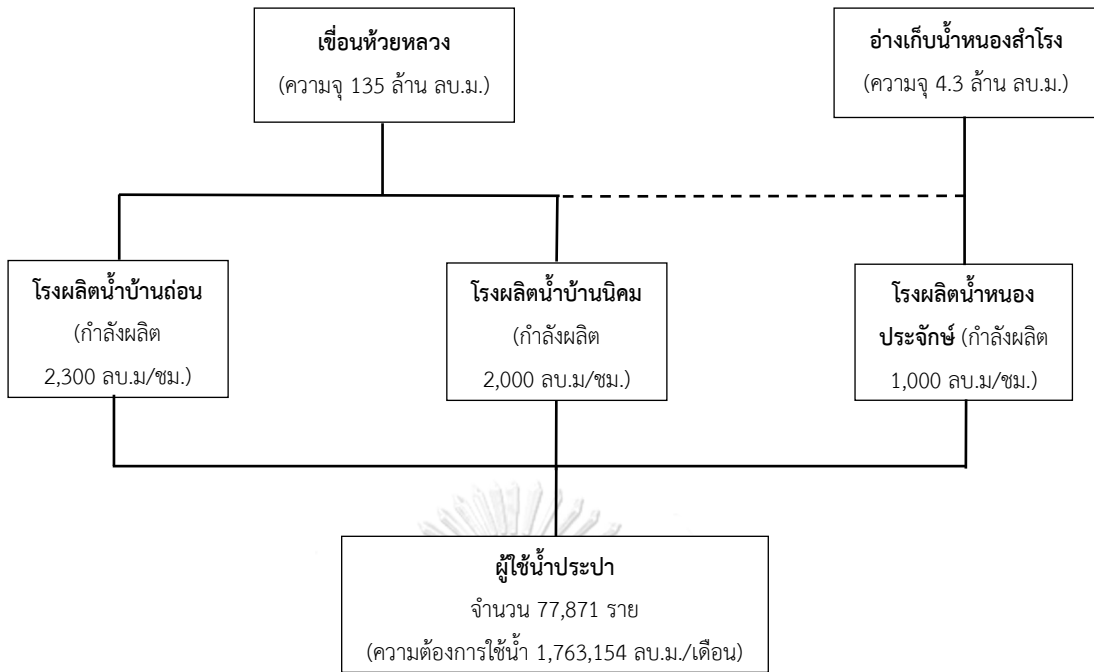 เขื่อนห้วยหลวง
(ความจุ 135 ล้าน ลบ.ม.)
อ่างเก็บน้ำหนองสำโรง
(ความจุ 4.3 ล้าน ลบ.ม.)
โรงผลิตน้ำบ้านถ่อน
(กำลังผลิต
2,300 ลบ.ม/ชม.)
โรงผลิตน้ำบ้านนิคม
(กำลังผลิต
2,000 ลบ.ม/ชม.)
โรงผลิตน้ำหนอง
ประจักษ์ (กำลังผลิต
1,000 ลบ.ม/ชม.)
ผู้ใช้น้ำประปา
จำนวน 77,871 ราย
(ความต้องการใช้น้ำ 1,763,154 ลบ.ม./เดือน)